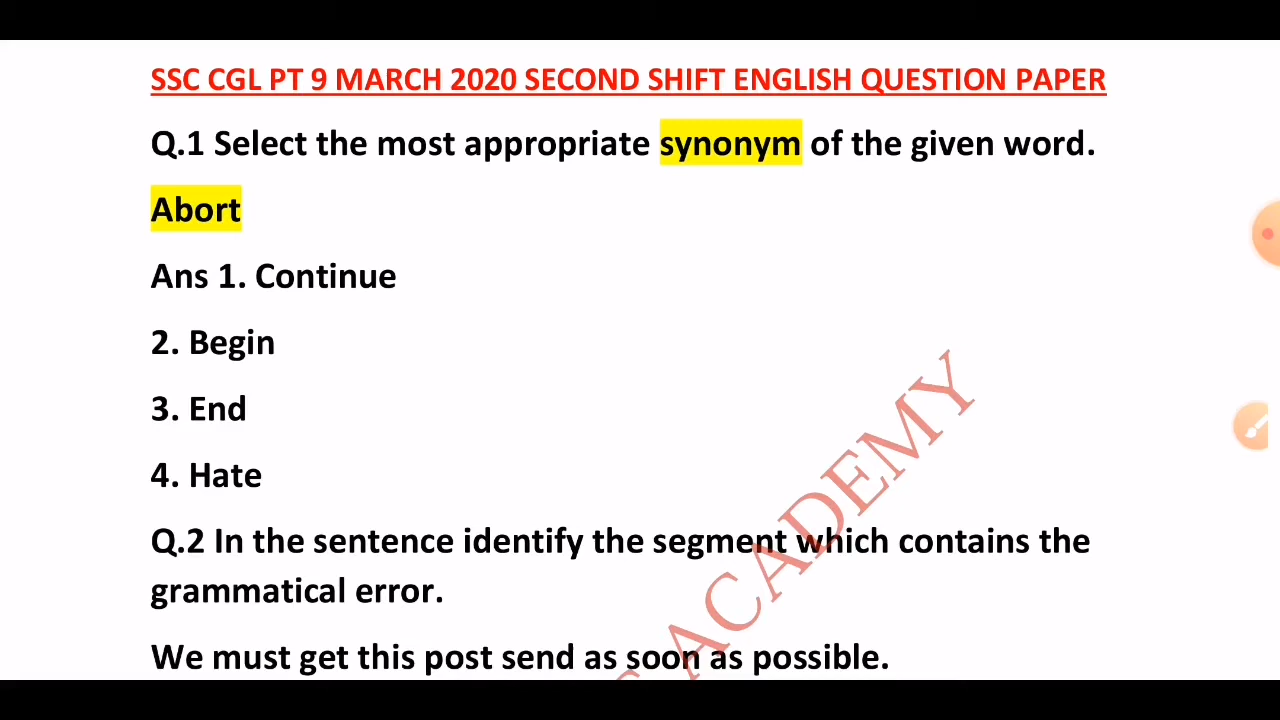 SSC CGL PT 9 MARCH 2020 SECOND SHIFT ENGLISH QUESTION PAPER
Q.1 Select the most appropriate synonym of the given word.
Abort
Ans 1. Continue
2. Begin
3. End
4. Hate
Q.2 In the sentence identify the segment which contains the
grammatical error.
We must get this post send as soon as possible.
ACADEMY